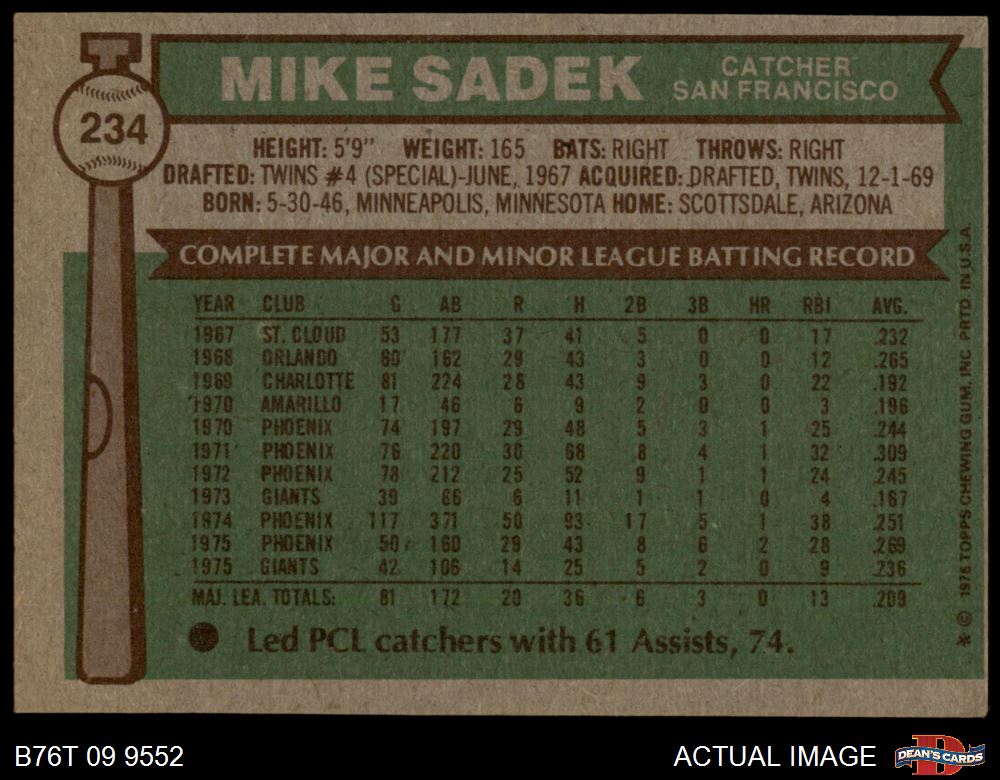 MIKE SADEK
CATCHER
SAN FRANCISCO
234
HEIGHT: 5'9" WEIGHT: 165 BATS: RIGHT THROWS: RIGHT
DRAFTED: TWINS #4 (SPECIAL)-JUNE, 1967 ACQUIRED: DRAFTED, TWINS, 12-1-69
BORN: 5-30-46, MINNEAPOLIS, MINNESOTA HOME: SCOTTSDALE, ARIZONA
COMPLETE MAJOR AND MINOR LEAGUE BATTING RECORD
YEAR CLUB G AB R H 2B 3B HR RBI AVG.
1967 ST. CLOUD 53 177 37 41 5 0 0 17 .232
1968 ORLANDO 60 162 29 43 3 0 0 12 .265
1969 CHARLOTTE 81 224 28 43 9 3 0 22 .192
1970 AMARILLO 17 46 6 9 2 0 0 3 .196
1970 PHOENIX 74 197 29 48 5 3 1 25 .244
1971 PHOENIX 76 220 30 68 8 4 1 32 .309
1972 PHOENIX 78 212 25 52 9 1 1 24 .245
1973 GIANTS 39 66 6 11 1 1 0 4 .167
1974 PHOENIX 117 371 50 93 17 5 1 38 .251
1975 PHOENIX 50 160 29 43 8 6 2 28 .269
1975 GIANTS 42 106 14 25 5 2 0 9 .236
MAJ. LEA. TOTALS: 81 172 20 36 6 3 0 13 .209
● Led PCL catchers with 61 Assists, 74.
* © 1976 TOPPS CHEWING GUM, INC. PRTD. IN U.S.A.
B76T 09 9552
ACTUAL IMAGE
DEAN'S CARDS